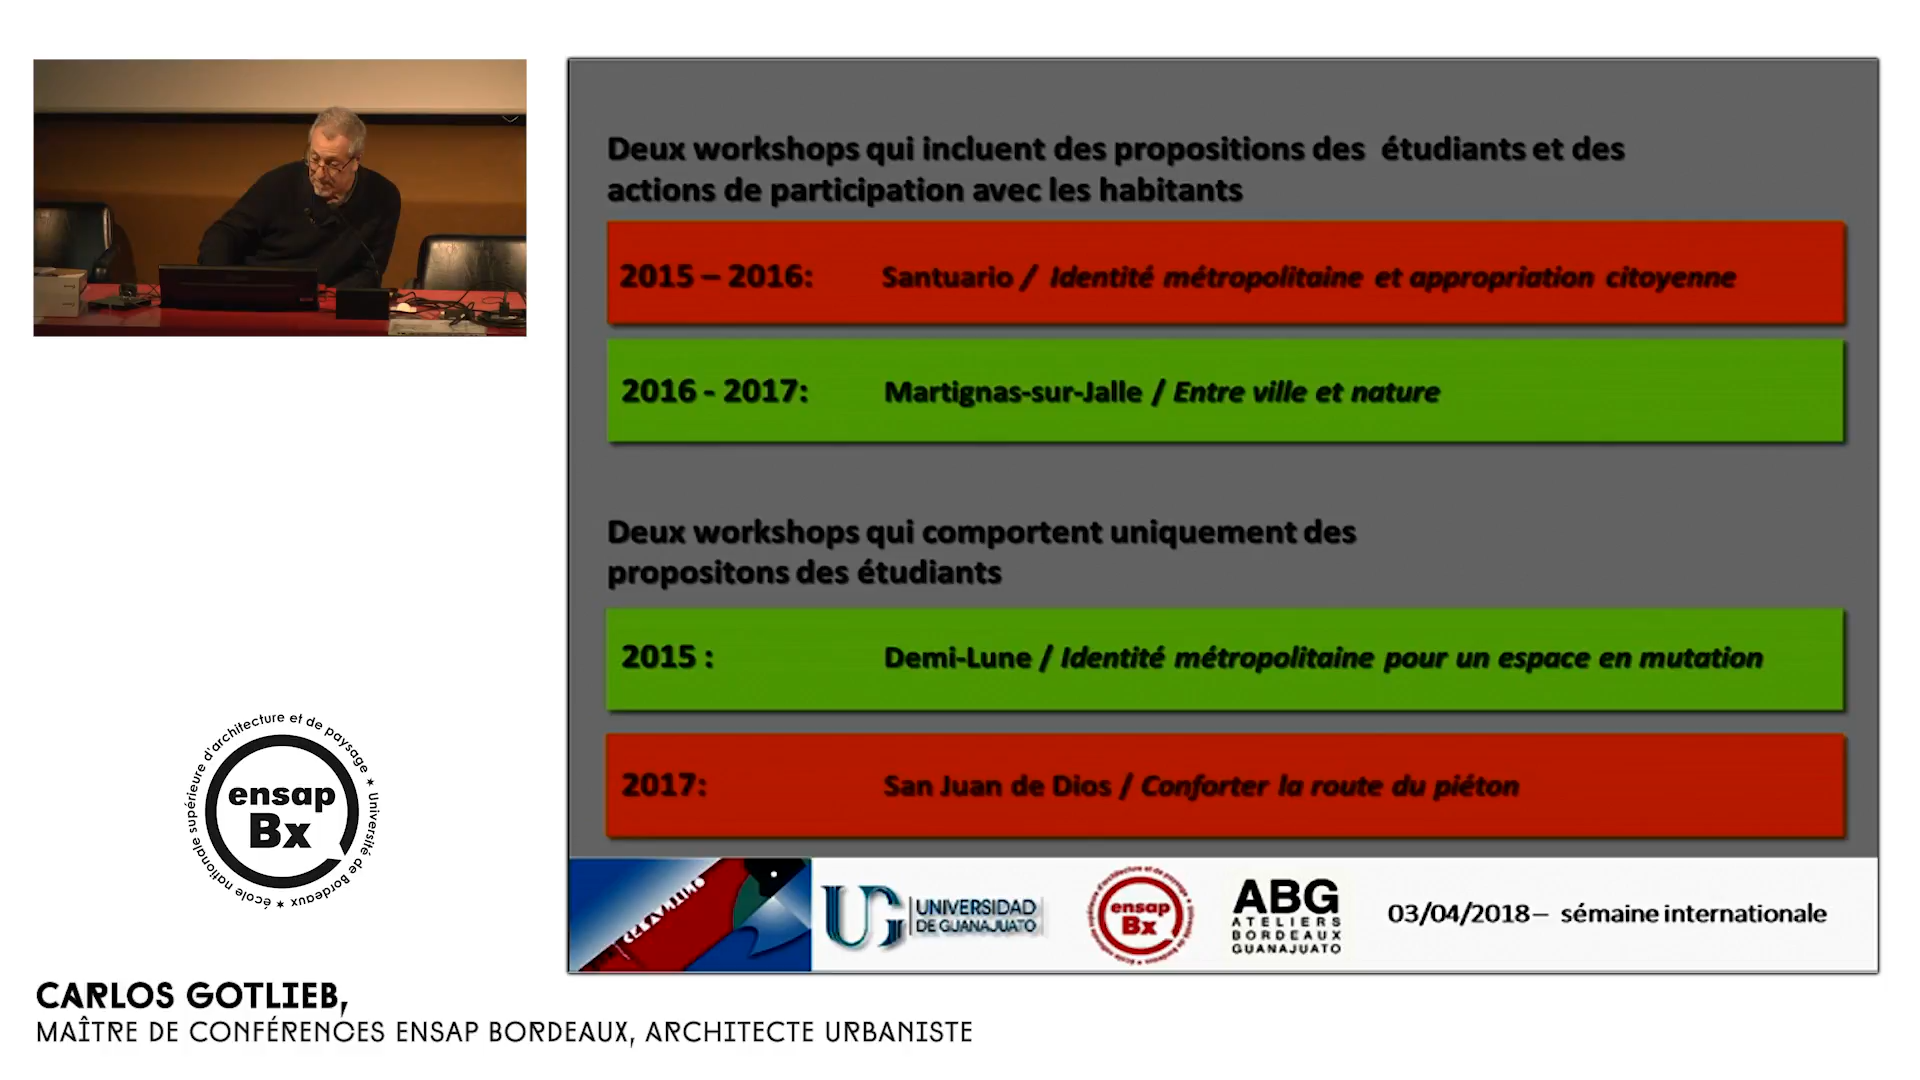 Deux workshops qui incluent des propositions des étudiants et des
actions de participation avec les habitants
2015 – 2016: Santuario / Identité métropolitaine et appropriation citoyenne
2016 - 2017: Martignas-sur-Jalle / Entre ville et nature
Deux workshops qui comportent uniquement des
propositons des étudiants
2015 : Demi-Lune / Identité métropolitaine pour un espace en mutation
2017: San Juan de Dios / Conforter la route du piéton
UG UNIVERSIDAD
DE GUANAJUATO
ensap
Bx
ABG
ATELIERS
BORDEAUX
GUANAJUATO
03/04/2018 – sémaine internationale
école nationale supérieure d'architecture et de paysage ★ Université de Bordeaux ★
ensap
Bx
CARLOS GOTLIEB,
MAÎTRE DE CONFÉRENCES ENSAP BORDEAUX, ARCHITECTE URBANISTE